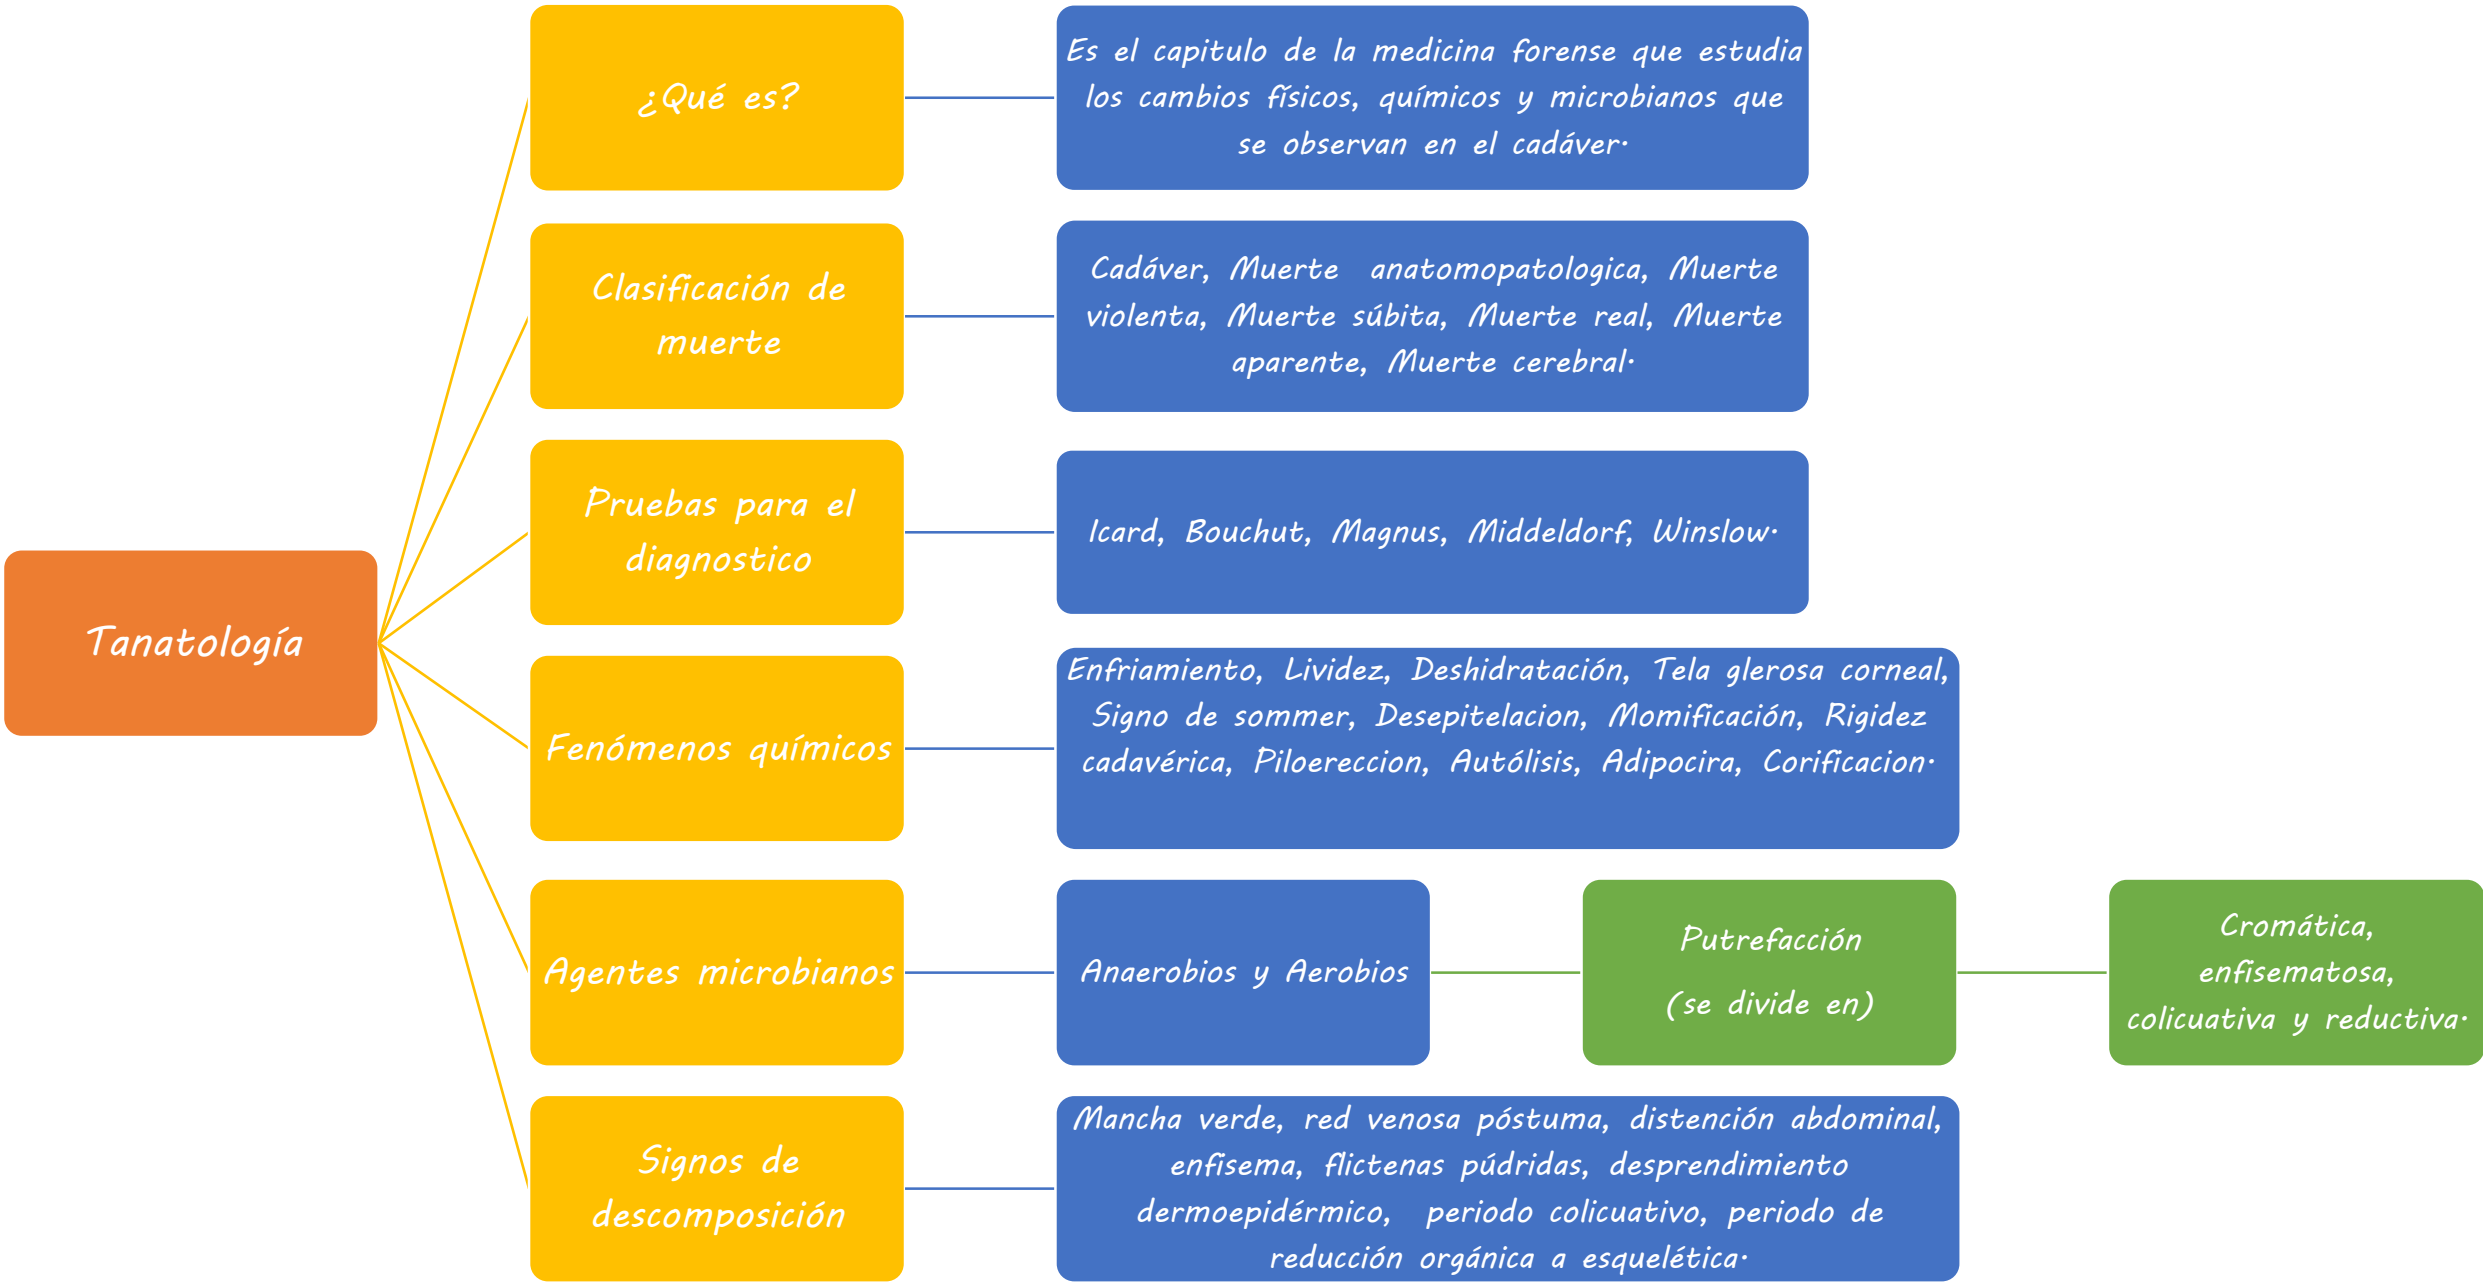 Tanatología
¿Qué es?
Es el capitulo de la medicina forense que estudia
los cambios físicos, químicos y microbianos que
se observan en el cadáver.
Clasificación de
muerte
Cadáver, Muerte anatomopatologica, Muerte
violenta, Muerte súbita, Muerte real, Muerte
aparente, Muerte cerebral.
Pruebas para el
diagnostico
Icard, Bouchut, Magnus, Middeldorf, Winslow.
Fenómenos químicos
Enfriamiento, Lividez, Deshidratación, Tela glerosa corneal,
Signo de sommer, Desepitelacion, Momificación, Rigidez
cadavérica, Piloereccion, Autólisis, Adipocira, Corificacion.
Agentes microbianos
Anaerobios y Aerobios
Putrefacción
(se divide en)
Cromática,
enfisematosa,
colicuativa y reductiva.
Signos de
descomposición
Mancha verde, red venosa póstuma, distención abdominal,
enfisema, flictenas púdridas, desprendimiento
dermoepidérmico, periodo colicuativo, periodo de
reducción orgánica a esquelética.